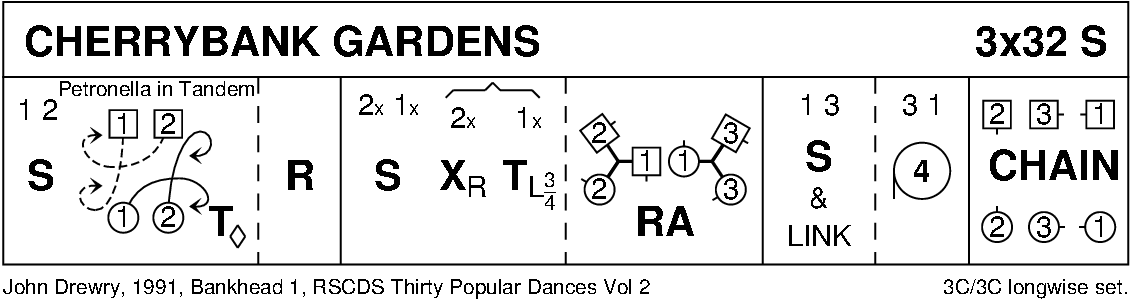 CHERRYBANK GARDENS 3x32 S
Petronella in Tandem
1 2 2x 1x 2x 1x 1 3 3 1
1 2 2 3 2 3 1
S R S XR TL3/4 1 1 S 4 CHAIN
1 2 T 2 3 &
RA LINK 2 3 1
John Drewry, 1991, Bankhead 1, RSCDS Thirty Popular Dances Vol 2 3C/3C longwise set.